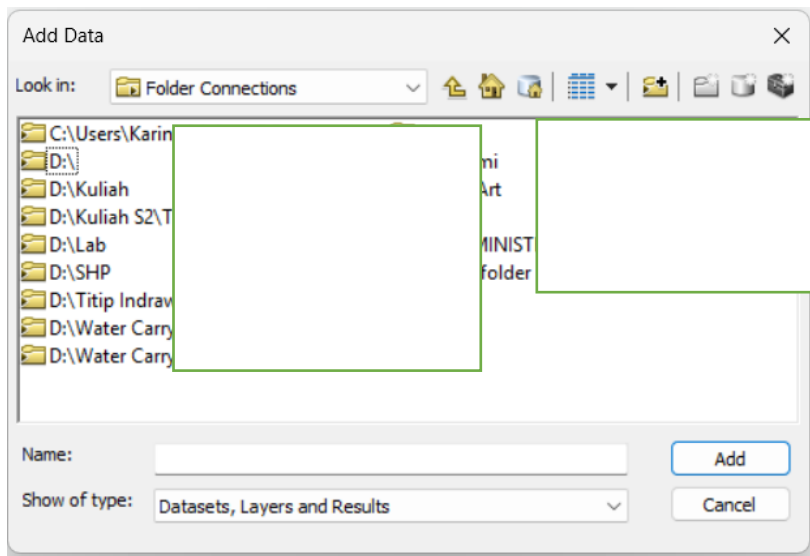 Add Data
Look in:
Folder Connections
C:\Users\Karin
D:\
D:\Kuliah
D:\Kuliah S2\T
D:\Lab
D:\SHP
D:\Titip Indraw
D:\Water Carry
D:\Water Carry
mi
Art
MINIST
folder
Name:
Add
Show of type:
Datasets, Layers and Results
Cancel